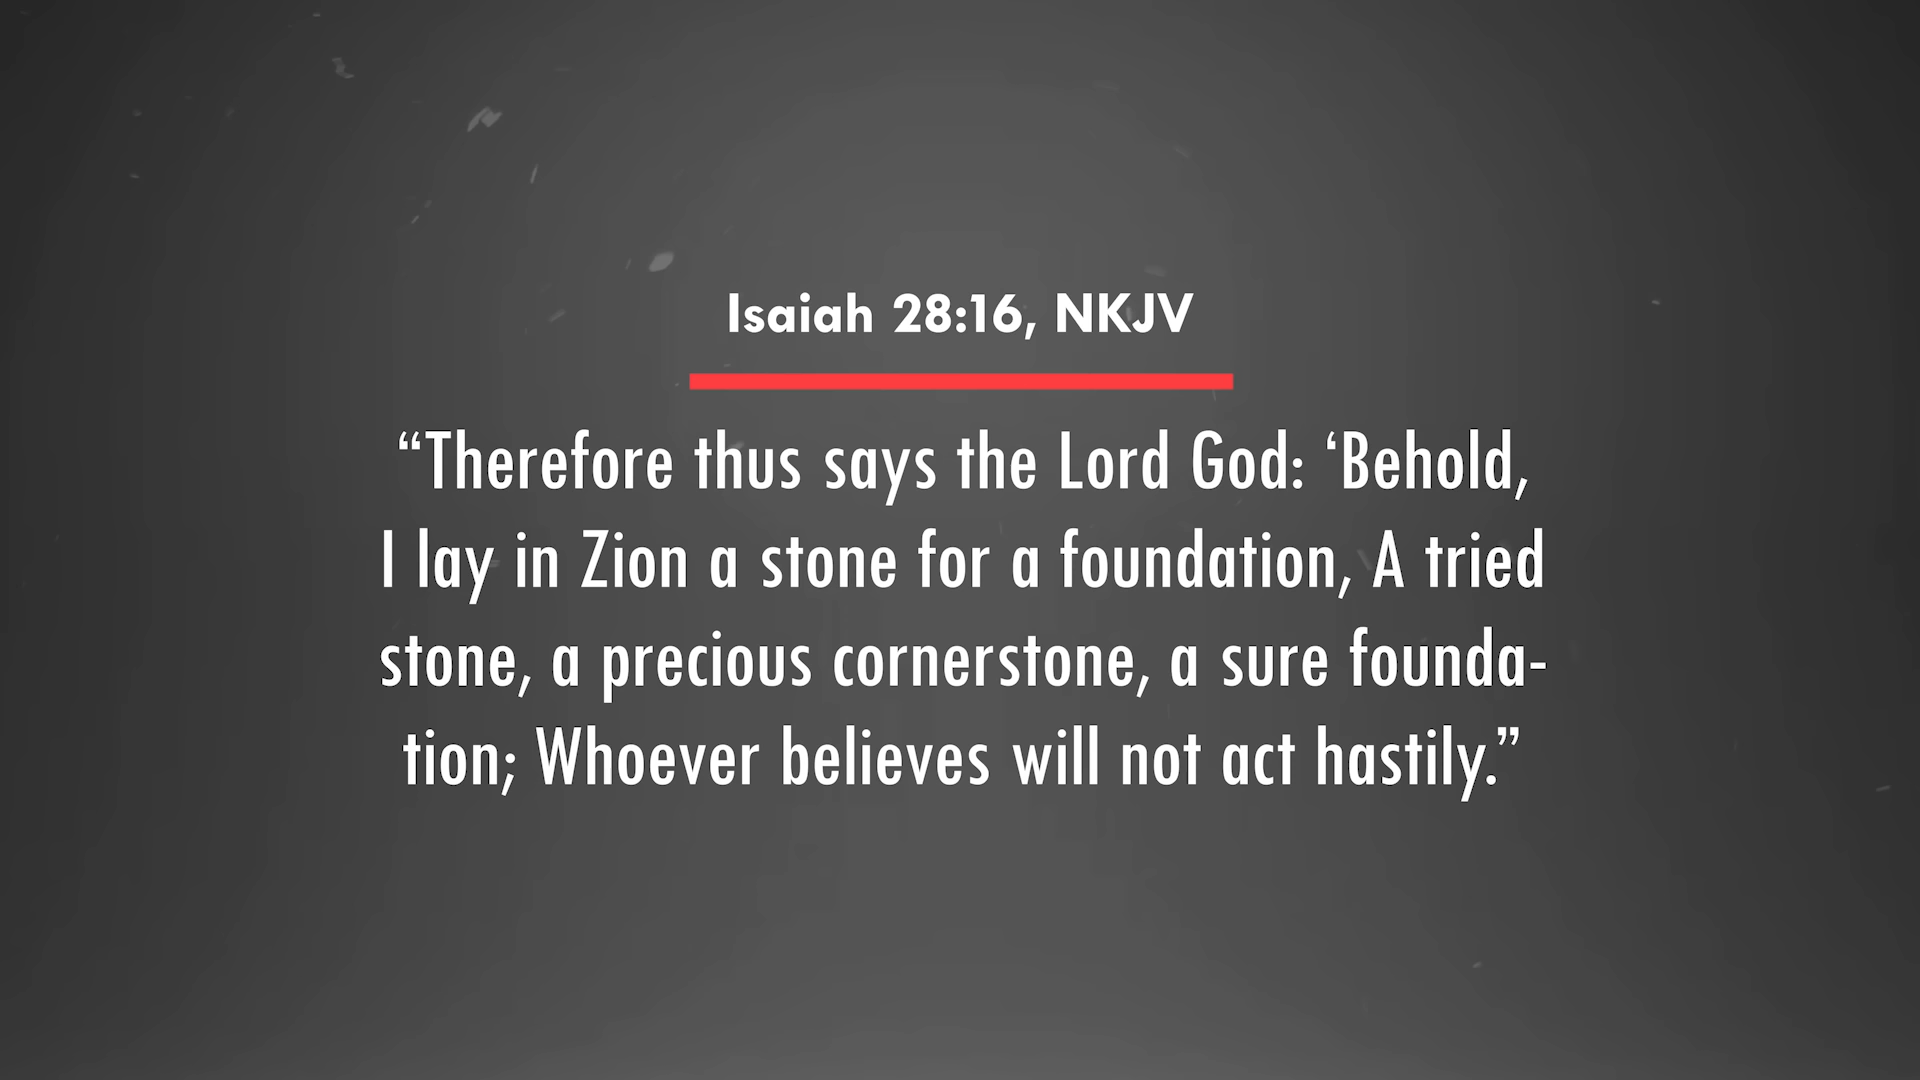 Isaiah 28:16, NKJV
“Therefore thus says the Lord God: ‘Behold,
I lay in Zion a stone for a foundation, A tried
stone, a precious cornerstone, a sure founda-
tion; Whoever believes will not act hastily.”